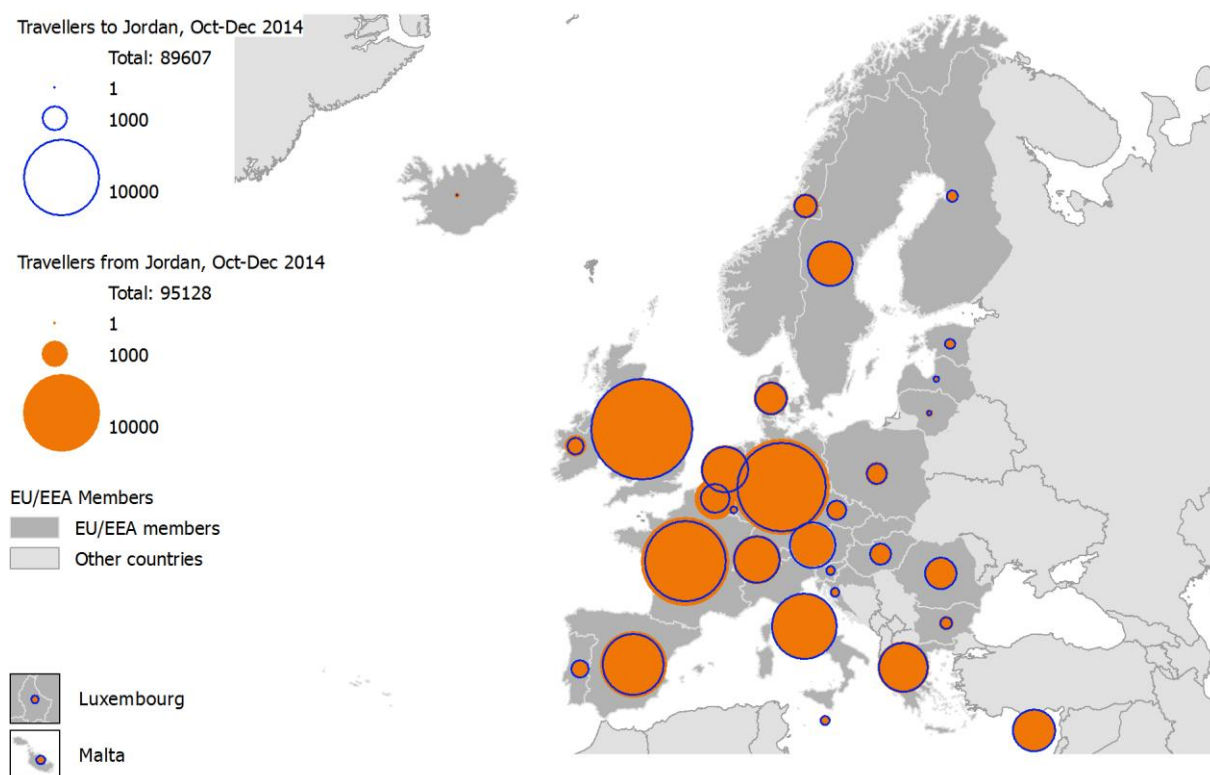 Travellers to Jordan, Oct-Dec 2014
Total: 89607
1
1000
10000
Travellers from Jordan, Oct-Dec 2014
Total: 95128
1
1000
10000
EU/EEA Members
EU/EEA members
Other countries
Luxembourg
Malta